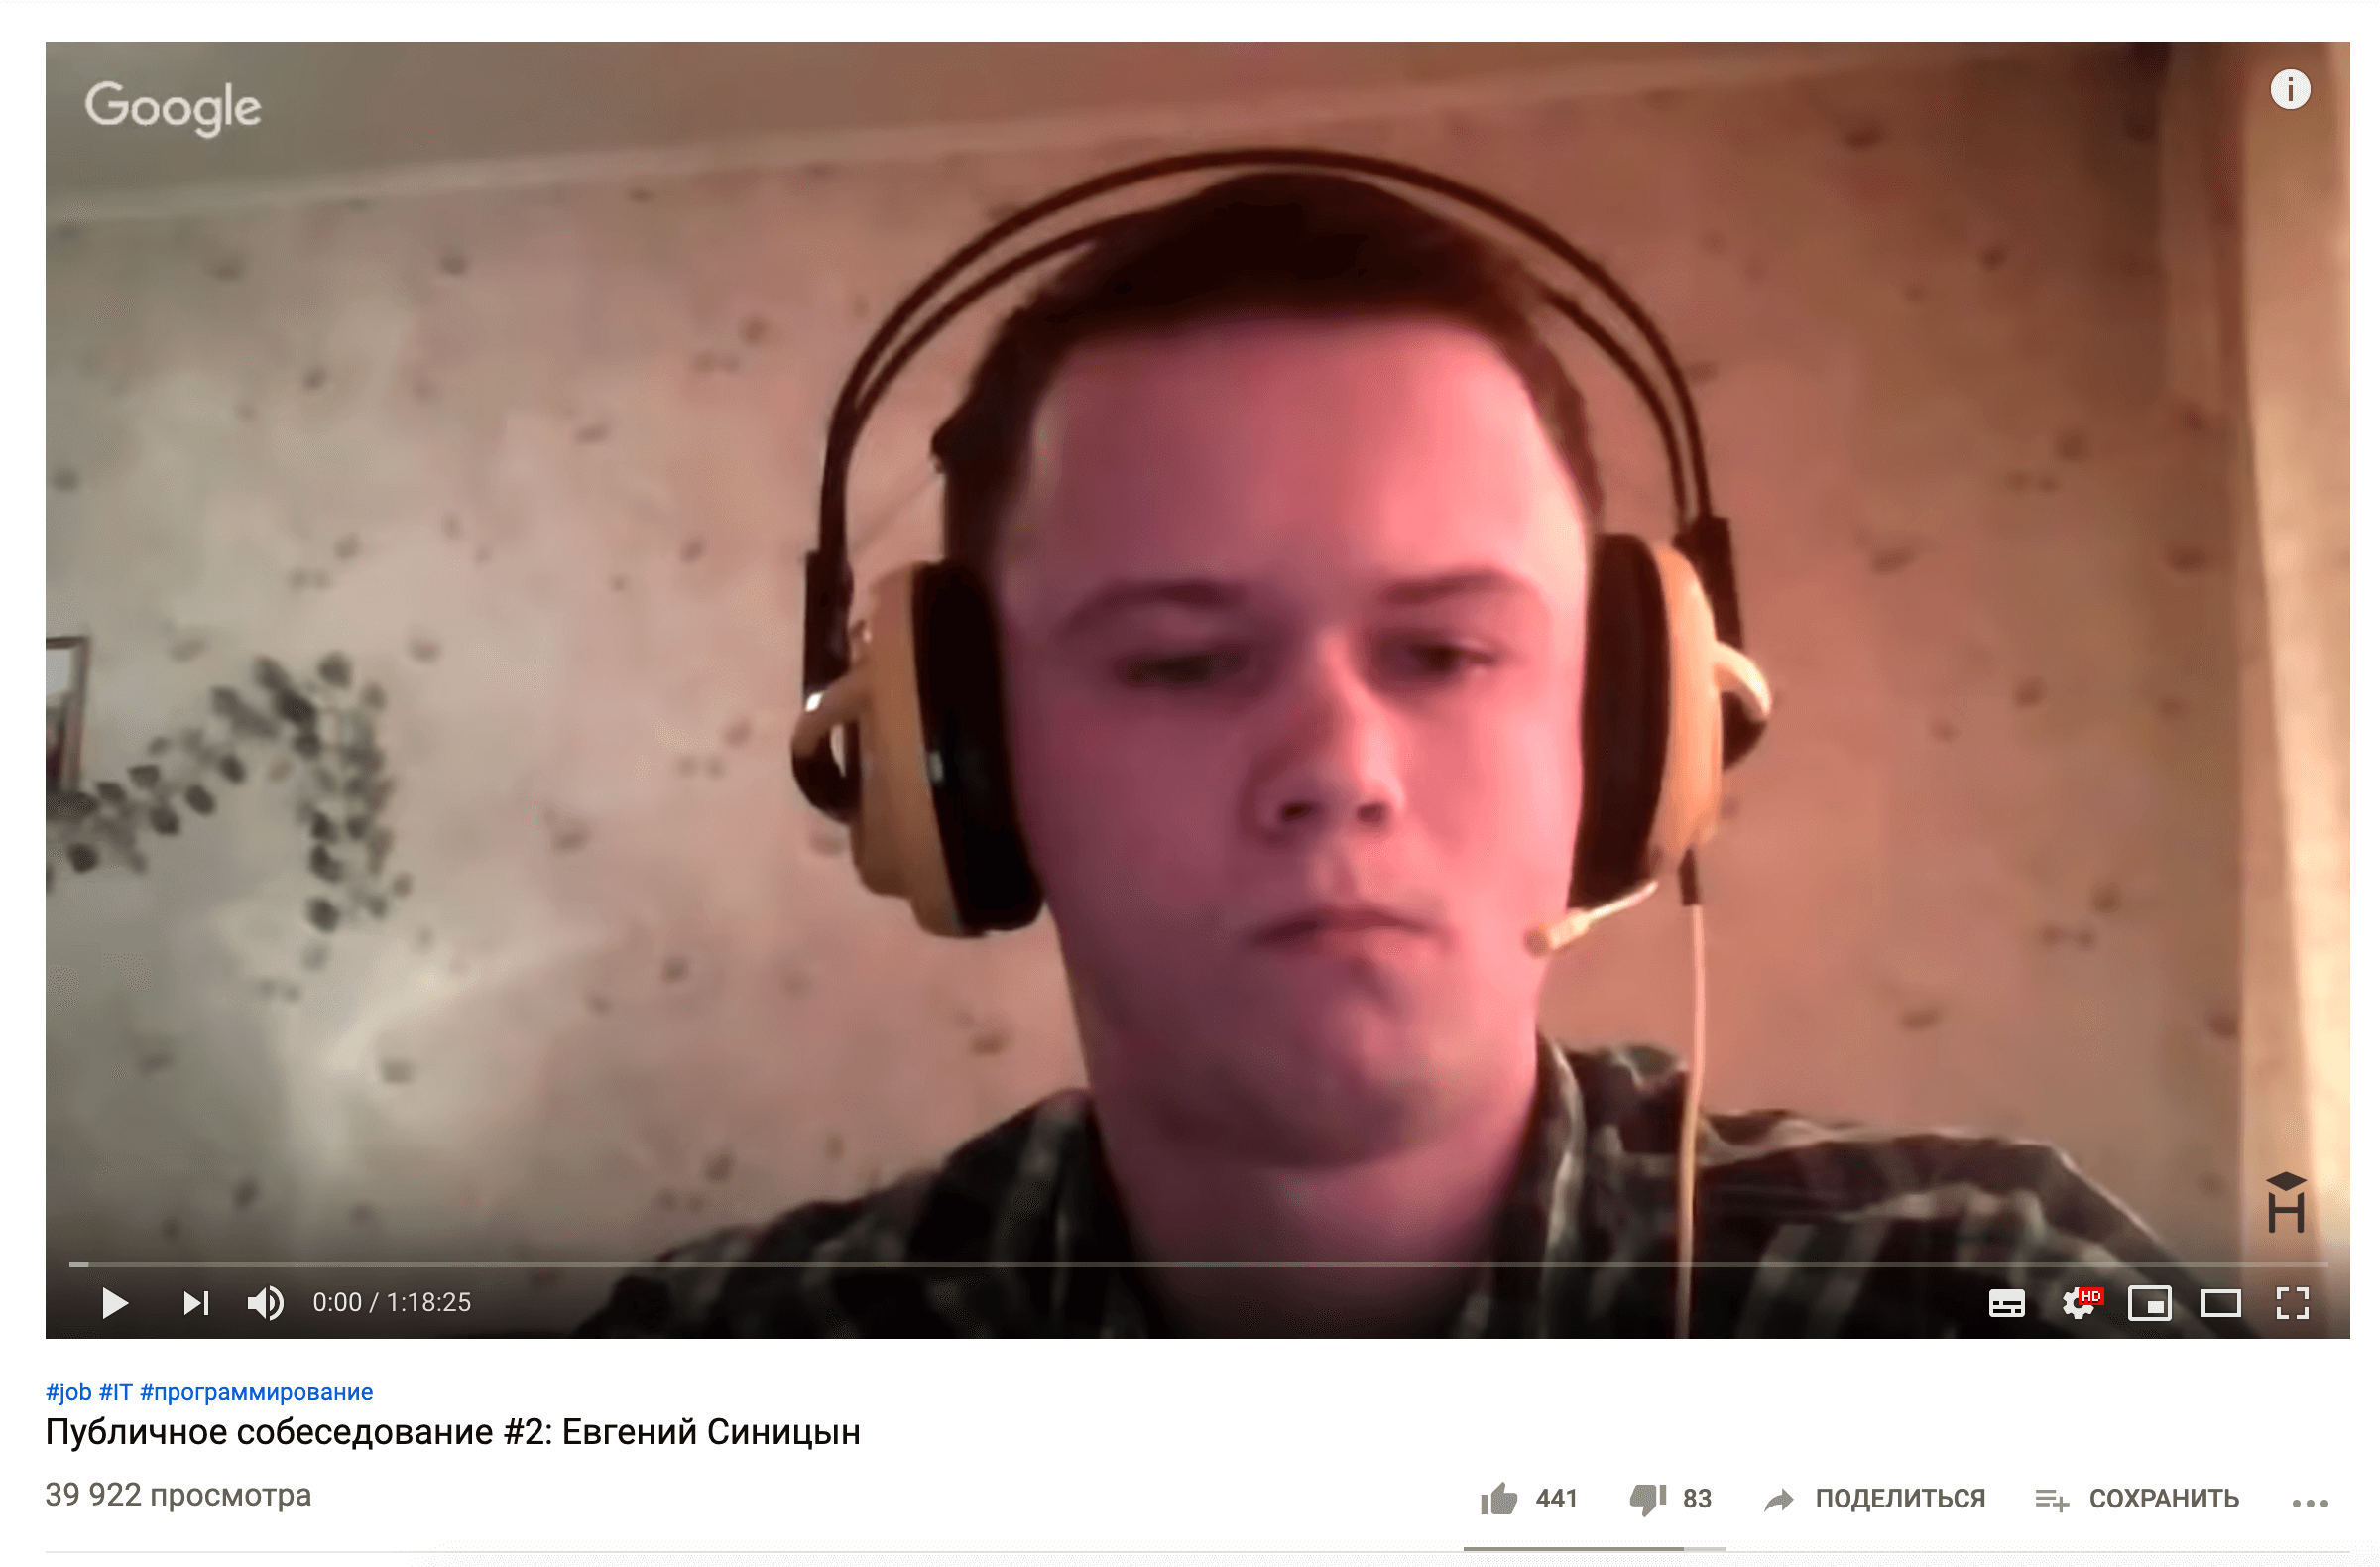 Google
i
H
0:00 / 1:18:25
HD
#job #IT #программирование
Публичное собеседование #2: Евгений Синицын
39 922 просмотра
441 83 ПОДЕЛИТЬСЯ СОХРАНИТЬ